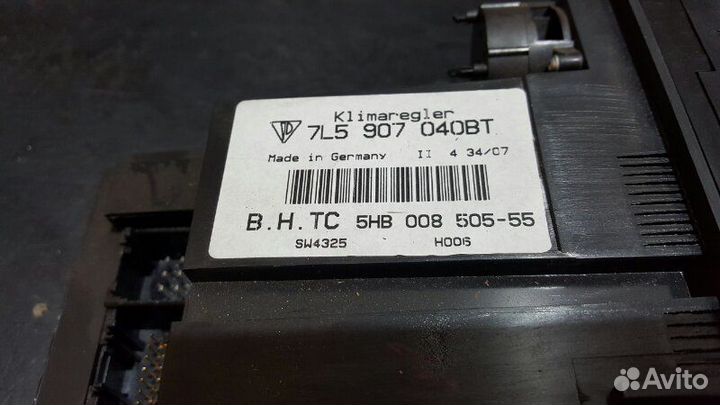 Klimaregler
7L5 907 040BT
Made in Germany II 4 34/07
B.H.TC 5HB 008 505-55
SW4325 H006
Avito